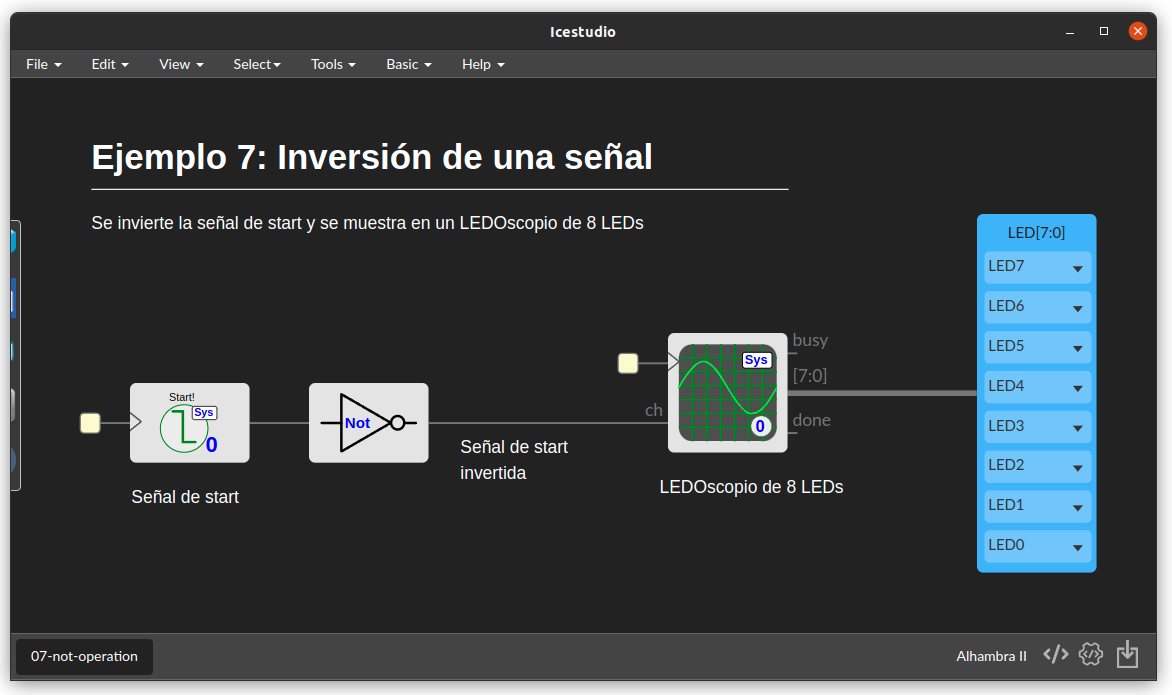 Icestudio
File Edit View Select Tools Basic Help
Ejemplo 7: Inversión de una señal
Se invierte la señal de start y se muestra en un LEDOscopio de 8 LEDs
LED[7:0]
LED7
LED6
LED5
LED4
LED3
LED2
LED1
LED0
busy
Sys
[7:0]
ch
0
done
Start!
Sys
0
Not
Señal de start
invertida
Señal de start
LEDOscopio de 8 LEDs
07-not-operation
Alhambra II